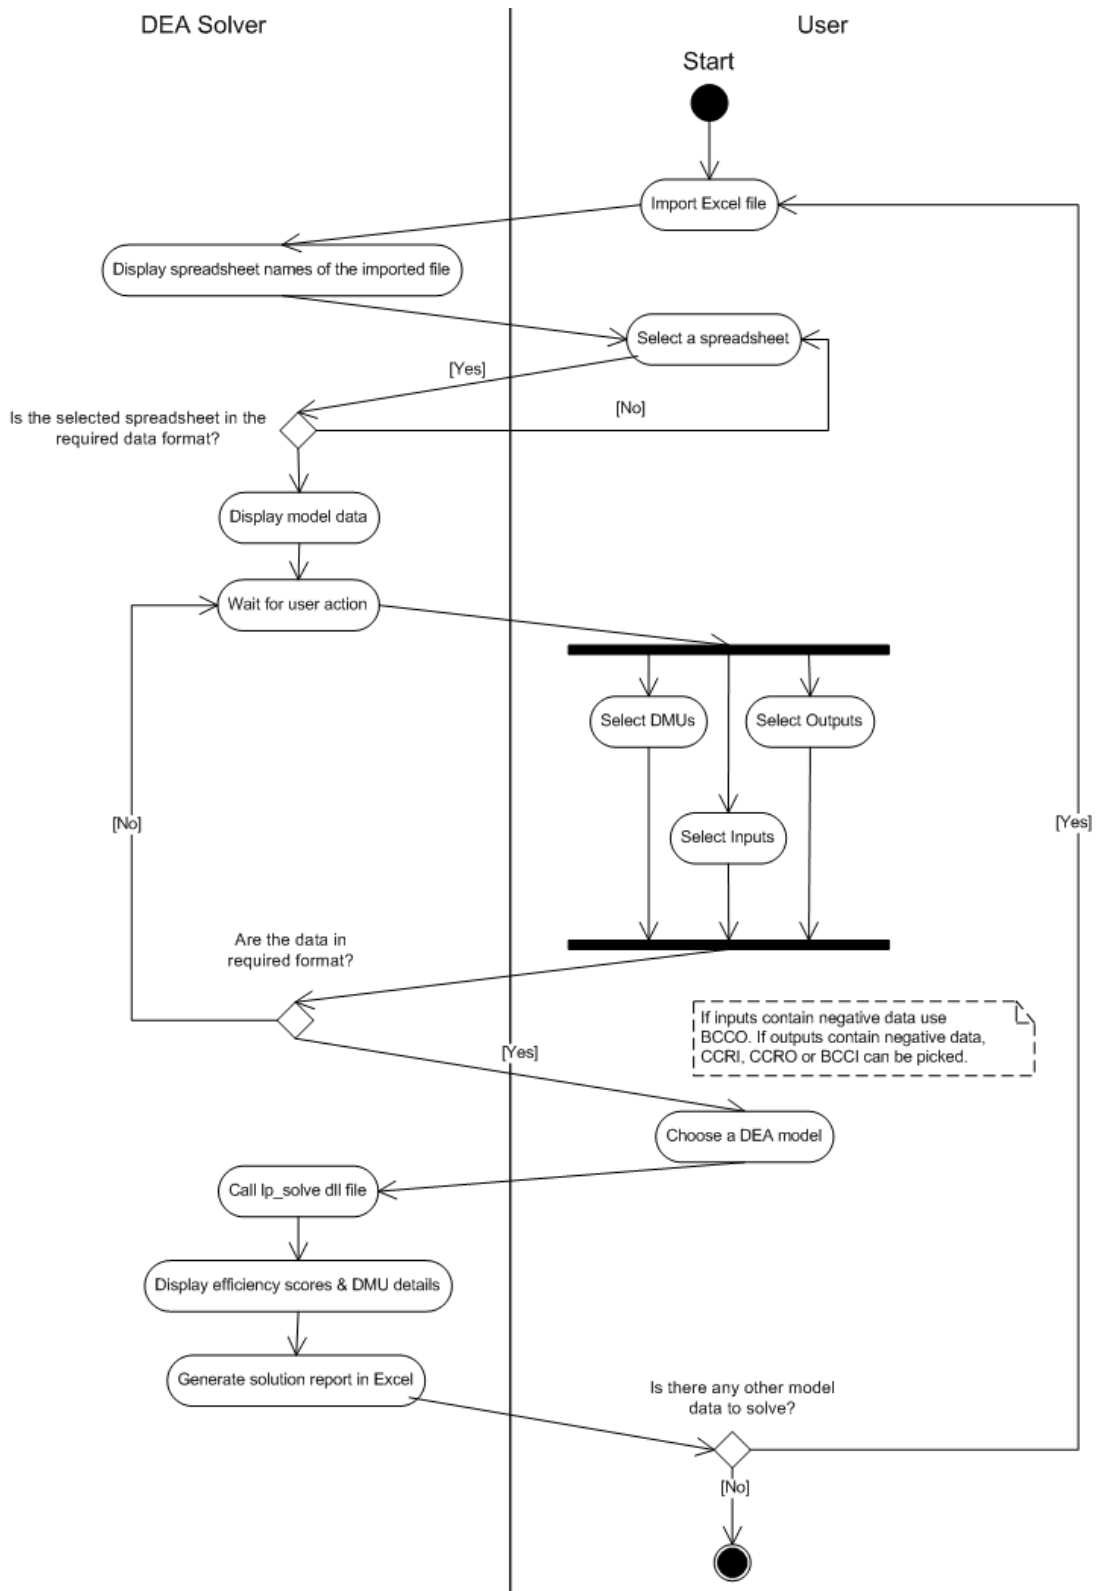 DEA Solver
User
Start
Import Excel file
Display spreadsheet names of the imported file
Select a spreadsheet
[Yes]
[No]
Is the selected spreadsheet in the
required data format?
Display model data
Wait for user action
Select DMUs
Select Outputs
[No]
[Yes]
Select Inputs
Are the data in
required format?
If inputs contain negative data use
BCCO. If outputs contain negative data,
CCRI, CCRO or BCCI can be picked.
[Yes]
Choose a DEA model
Call lp_solve dll file
Display efficiency scores & DMU details
Generate solution report in Excel
Is there any other model
data to solve?
[No]